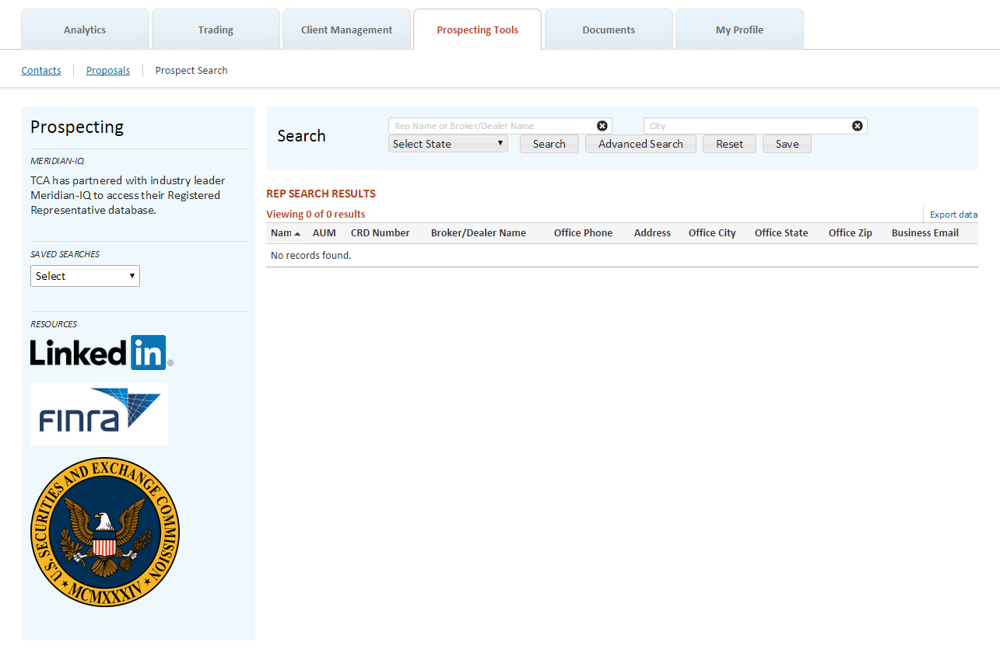 Analytics Trading Client Management Prospecting Tools Documents My Profile
Contacts Proposals Prospect Search
Prospecting
MERIDIAN-IQ
TCA has partnered with industry leader
Meridian-IQ to access their Registered
Representative database.
SAVED SEARCHES
Select
RESOURCES
Linked in ®
finra
U.S. SECURITIES AND EXCHANGE COMMISSION
MCMXXXIV
Search
Rep Name or Broker/Dealer Name City
Select State Search Advanced Search Reset Save
REP SEARCH RESULTS
Viewing 0 of 0 results Export data
Nam AUM CRD Number Broker/Dealer Name Office Phone Address Office City Office State Office Zip Business Email
No records found.